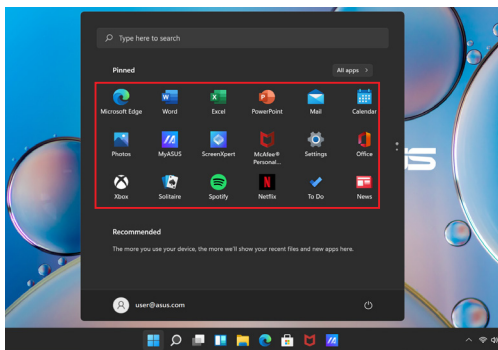 Type here to search
Pinned
All apps >
Microsoft Edge Word Excel PowerPoint Mail Calendar
Photos MyASUS ScreenXpert McAfee® Personal... Settings Office
Xbox Solitaire Spotify Netflix To Do News
Recommended
The more you use your device, the more we'll show your recent files and new apps here.
user@asus.com